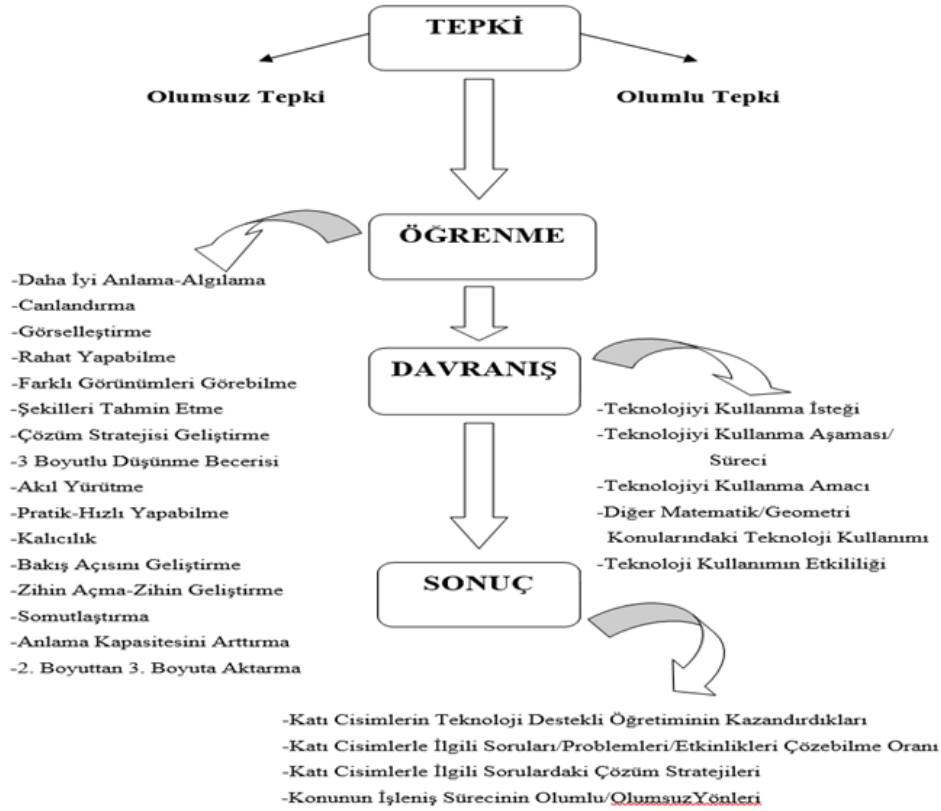 TEPKİ
Olumsuz Tepki
Olumlu Tepki
ÖĞRENME
-Daha İyi Anlama-Algılama
-Canlandırma
-Görselleştirme
-Rahat Yapabilme
-Farklı Görünümleri Görebilme
-Şekilleri Tahmin Etme
-Çözüm Stratejisi Geliştirme
-3 Boyutlu Düşünme Becerisi
-Akıl Yürütme
-Pratik-Hızlı Yapabilme
-Kalıcılık
-Bakış Açısını Geliştirme
-Zihin Açma-Zihin Geliştirme
-Somutlaştırma
-Anlama Kapasitesini Arttırma
-2. Boyuttan 3. Boyuta Aktarma
DAVRANIŞ
-Teknolojiyi Kullanma İsteği
-Teknolojiyi Kullanma Aşaması/
Süreci
-Teknolojiyi Kullanma Amacı
-Diğer Matematik/Geometri
Konularındaki Teknoloji Kullanımı
-Teknoloji Kullanımın Etkililiği
SONUÇ
-Katı Cisimlerin Teknoloji Destekli Öğretiminin Kazandırdıkları
-Katı Cisimlerle İlgili Soruları/Problemleri/Etkinlikleri Çözebilme Oranı
-Katı Cisimlerle İlgili Sorulardaki Çözüm Stratejileri
-Konunun İşleniş Sürecinin Olumlu/OlumsuzYönleri